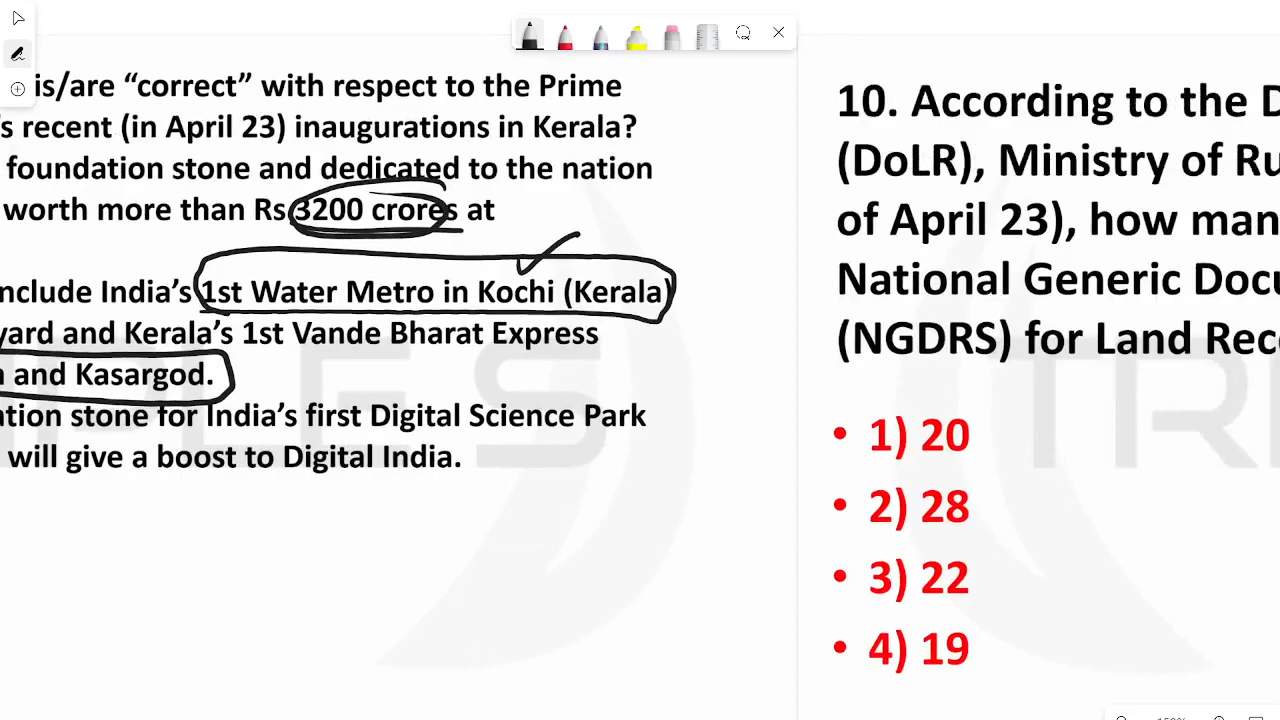 is/are “correct” with respect to the Prime
’s recent (in April 23) inaugurations in Kerala?
foundation stone and dedicated to the nation
worth more than Rs 3200 crores at
nclude India’s 1st Water Metro in Kochi (Kerala)
yard and Kerala’s 1st Vande Bharat Express
and Kasargod.
ation stone for India’s first Digital Science Park
will give a boost to Digital India.
10. According to the D
(DoLR), Ministry of Ru
of April 23), how man
National Generic Docu
(NGDRS) for Land Reco
• 1) 20
• 2) 28
• 3) 22
• 4) 19